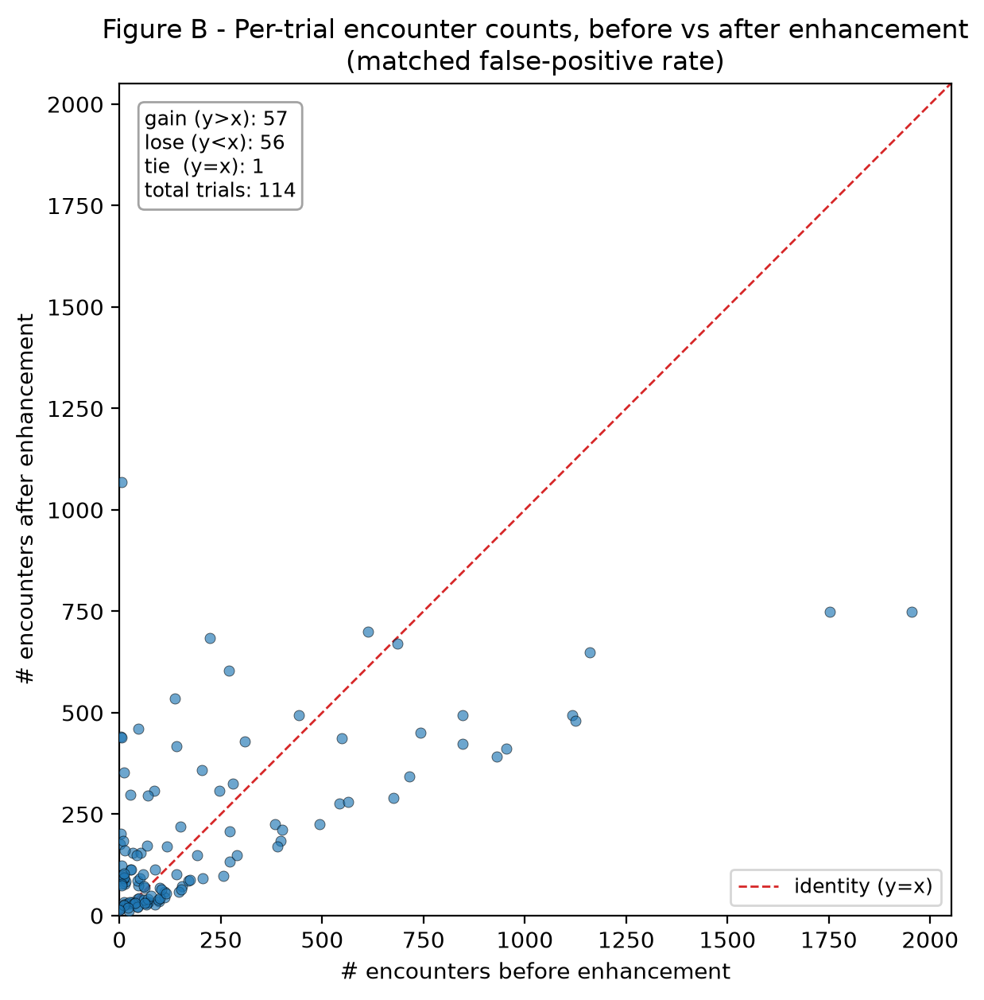 Figure B - Per-trial encounter counts, before vs after enhancement
(matched false-positive rate)
gain (y>x): 57
lose (y<x): 56
tie  (y=x): 1
total trials: 114
# encounters after enhancement
2000
1750
1500
1250
1000
750
500
250
0
identity (y=x)
0 250 500 750 1000 1250 1500 1750 2000
# encounters before enhancement